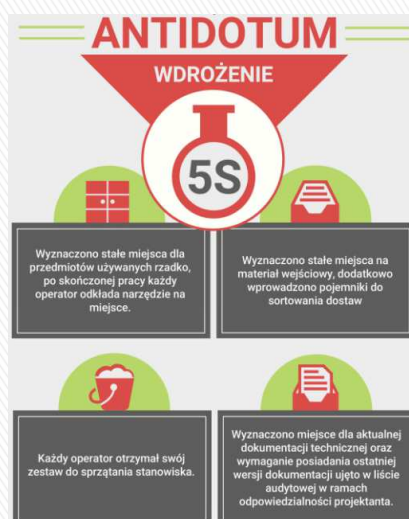 ANTIDOTUM
WDROŻENIE
5S
Wyznaczono stałe miejsca dla
przedmiotów używanych rzadko,
po skończonej pracy każdy
operator odkłada narzędzie na
miejsce.
Wyznaczono stałe miejsca na
materiał wejściowy, dodatkowo
wprowadzono pojemniki do
sortowania dostaw
Każdy operator otrzymał swój
zestaw do sprzątania stanowiska.
Wyznaczono miejsce dla aktualnej
dokumentacji technicznej oraz
wymaganie posiadania ostatniej
wersji dokumentacji ujęto w liście
audytowej w ramach
odpowiedzialności projektanta.